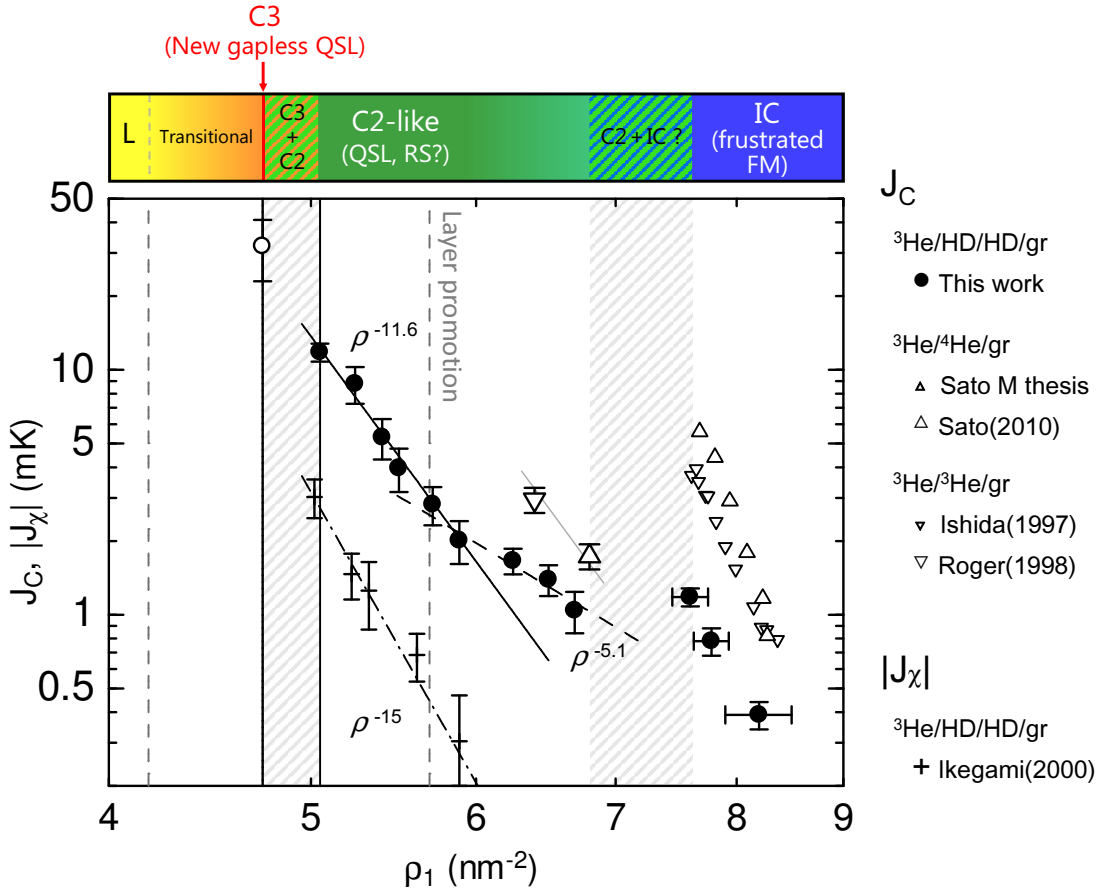 C3
(New gapless QSL)
L
Transitional
C3
+
C2
C2-like
(QSL, RS?)
C2 + IC ?
IC
(frustrated
FM)
50
10
5
1
0.5
J_C, |J_χ| (mK)
Layer promotion
ρ^-11.6
ρ^-5.1
ρ^-15
4
5
6
7
8
9
ρ₁ (nm⁻²)
J_C
³He/HD/HD/gr
This work
³He/⁴He/gr
Sato M thesis
Sato(2010)
³He/³He/gr
Ishida(1997)
Roger(1998)
|J_χ|
³He/HD/HD/gr
Ikegami(2000)